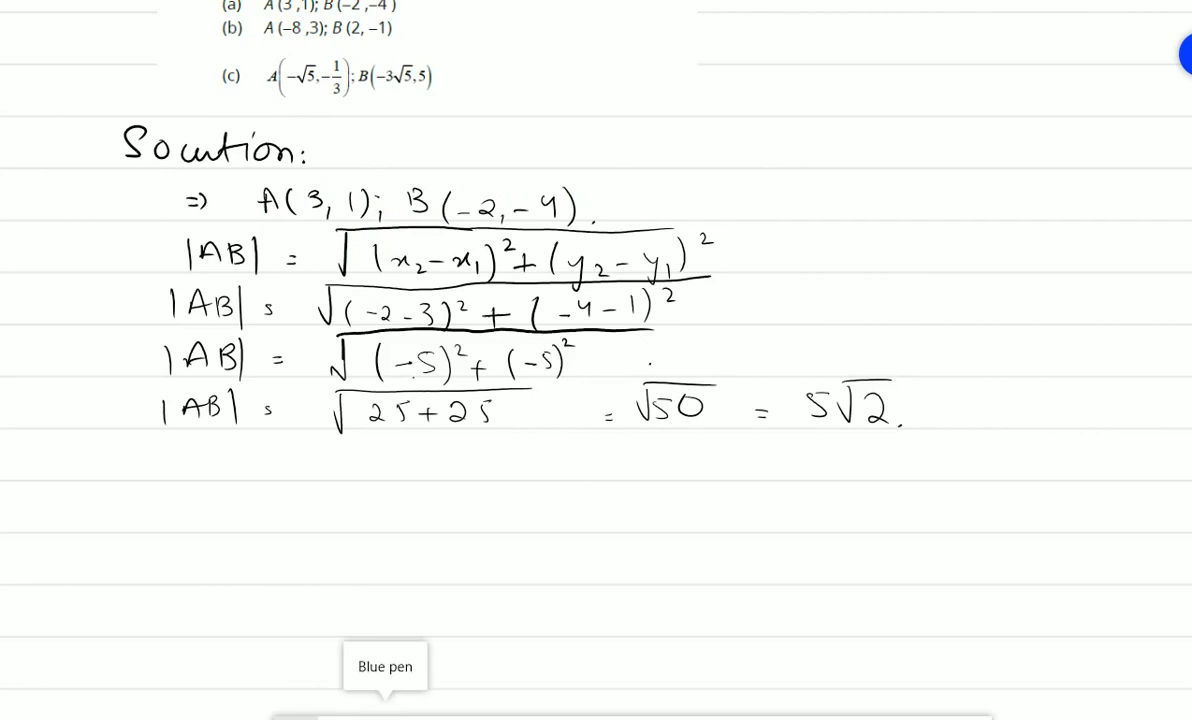 (a) A(3,1); B(−2,−4)
(b) A(−8,3); B(2,−1)
(c) A(−√5,−1/3); B(−3√5,5)
Socution:
=> A(3,1); B(-2,-4).
|AB| = √((x₂-x₁)²+(y₂-y₁)²)
|AB| = √((-2-3)²+(-4-1)²)
|AB| = √((-5)²+(-5)²)
|AB| = √(25+25) = √50 = 5√2.
Blue pen